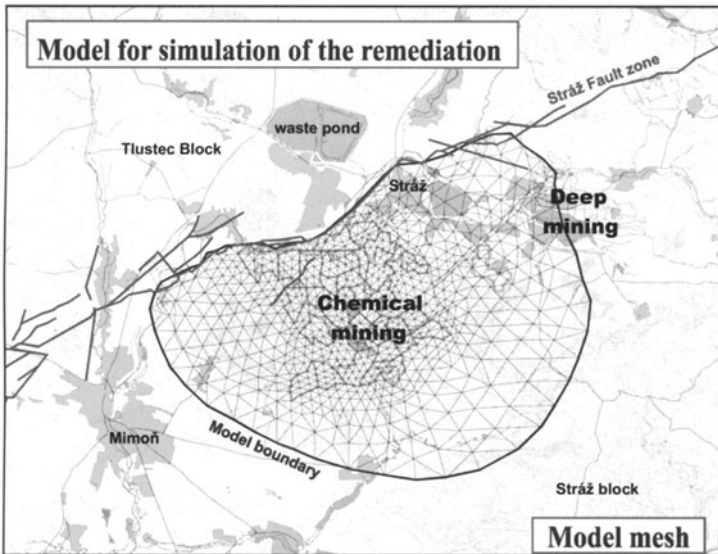 Model for simulation of the remediation
Stráž Fault zone
waste pond
Tlustec Block
Stráž
Deep
mining
Chemical
mining
Mimoň
Model boundary
Stráž block
Model mesh